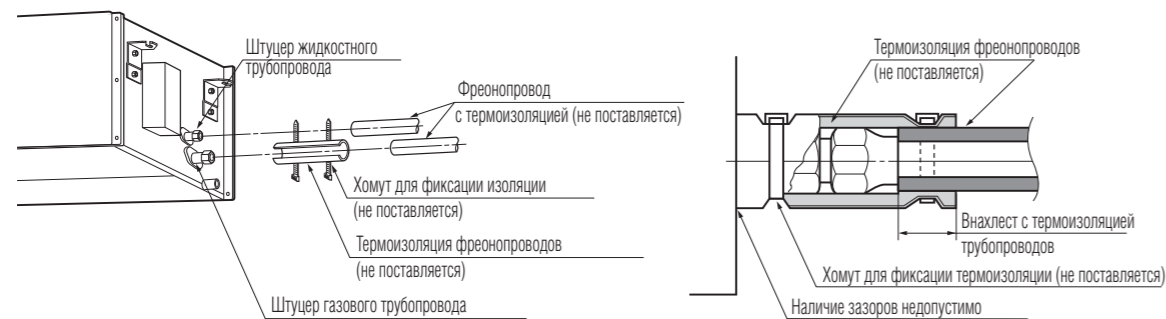 Штуцер жидкостного
трубопровода
Фреонопровод
с термоизоляцией (не поставляется)
Хомут для фиксации изоляции
(не поставляется)
Термоизоляция фреонопроводов
(не поставляется)
Штуцер газового трубопровода
Термоизоляция фреонопроводов
(не поставляется)
Внахлест с термоизоляцией
трубопроводов
Хомут для фиксации термоизоляции (не поставляется)
Наличие зазоров недопустимо